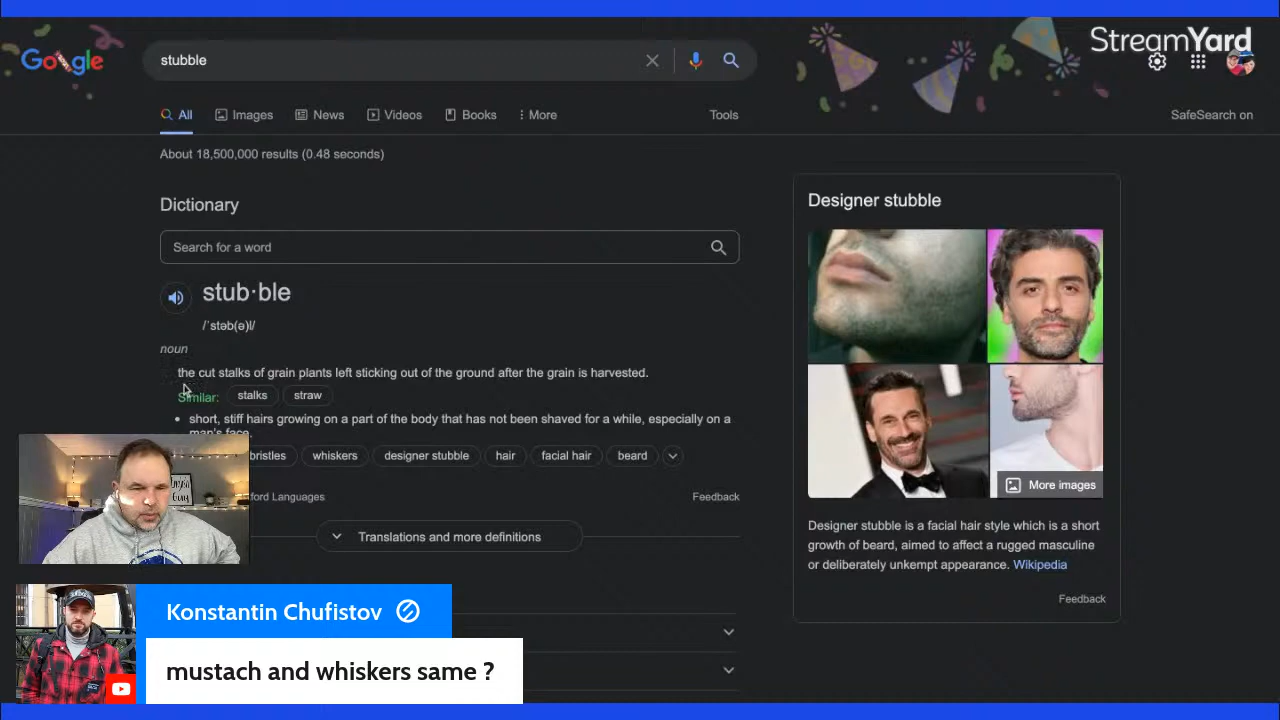 Google
stubble
StreamYard
All
Images
News
Videos
Books
More
Tools
SafeSearch on
About 18,500,000 results (0.48 seconds)
Dictionary
Search for a word
stub·ble
/ˈstəb(ə)l/
noun
the cut stalks of grain plants left sticking out of the ground after the grain is harvested.
Similar: stalks straw
short, stiff hairs growing on a part of the body that has not been shaved for a while, especially on a
man's face.
whiskers designer stubble hair facial hair beard
Languages
Feedback
Translations and more definitions
Designer stubble
More images
Designer stubble is a facial hair style which is a short
growth of beard, aimed to affect a rugged masculine
or deliberately unkempt appearance. Wikipedia
Feedback
Konstantin Chufistov
mustach and whiskers same ?